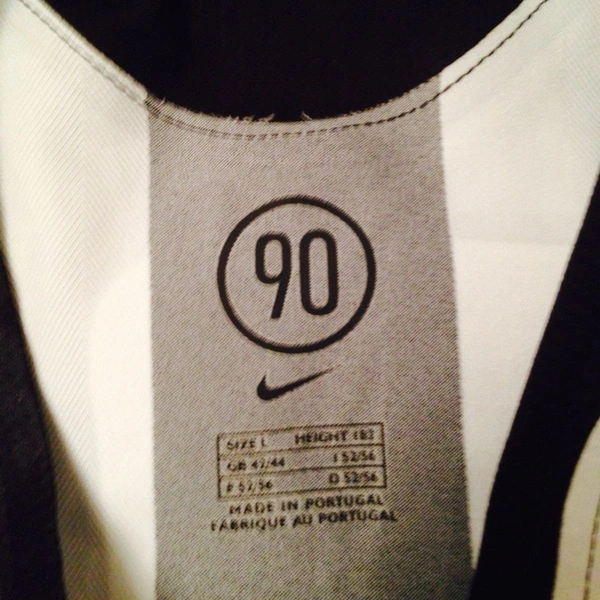 90
SIZE L HEIGHT 183
GB 42/44 I 52/56
F 52/56 D 52/56
MADE IN PORTUGAL
FABRIQUE AU PORTUGAL